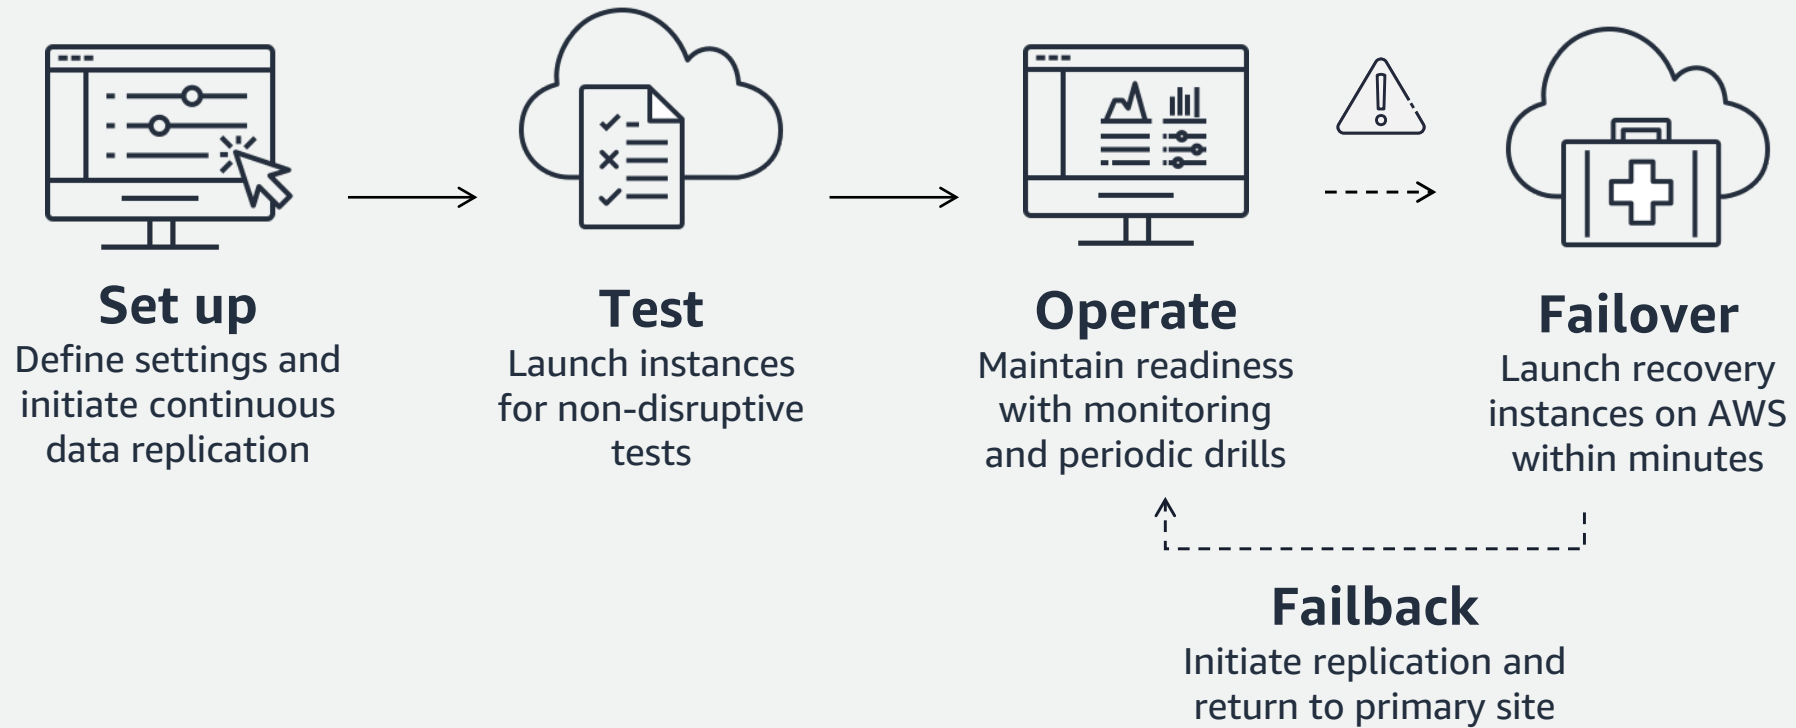 Set up
Define settings and
initiate continuous
data replication
Test
Launch instances
for non-disruptive
tests
Operate
Maintain readiness
with monitoring
and periodic drills
Failover
Launch recovery
instances on AWS
within minutes
Failback
Initiate replication and
return to primary site